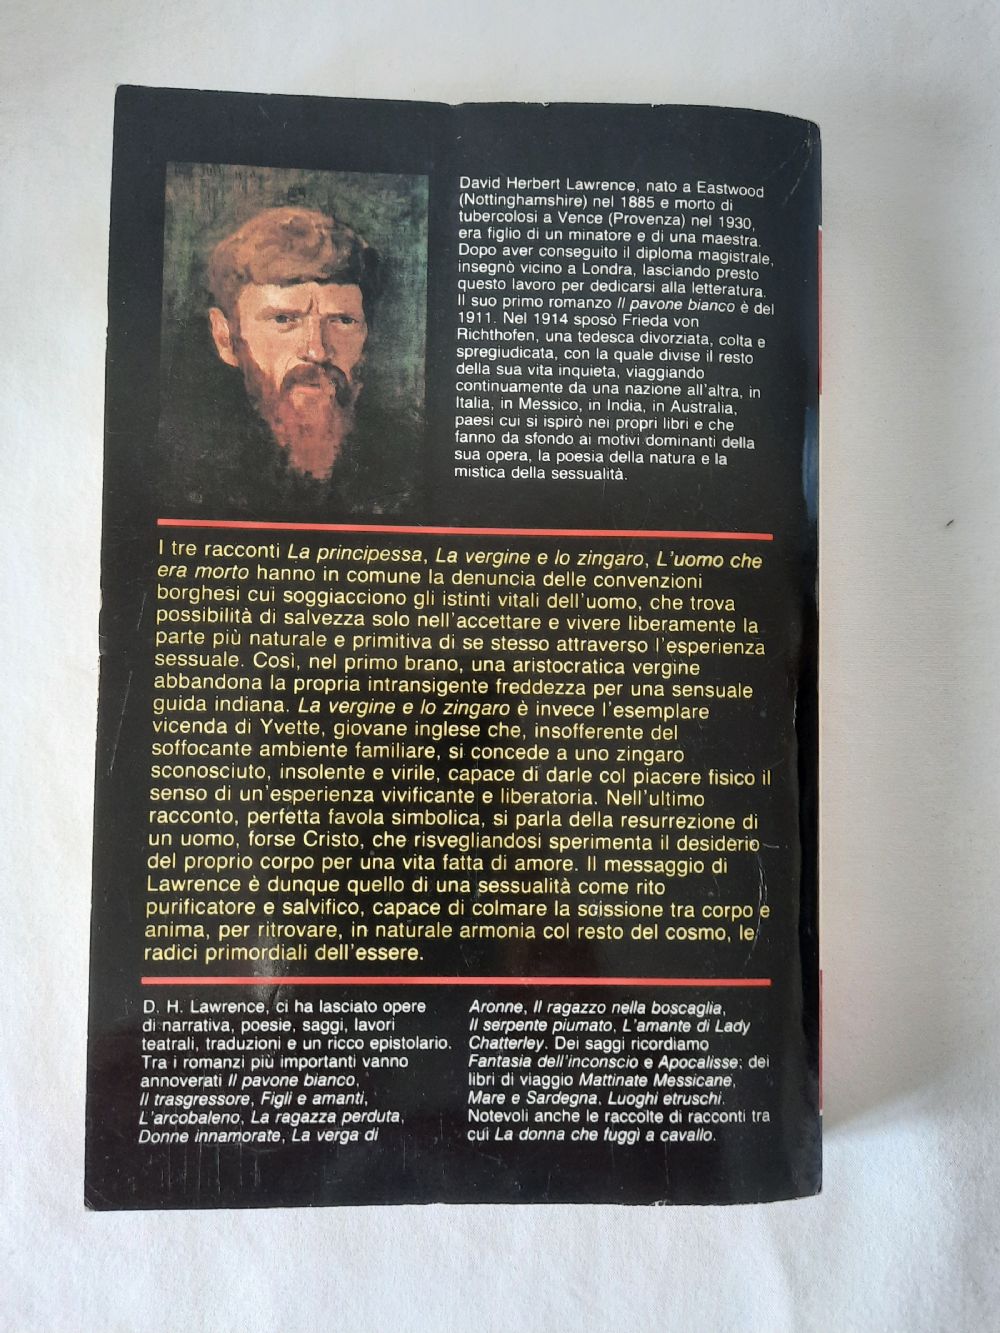 David Herbert Lawrence, nato a Eastwood
(Nottinghamshire) nel 1885 e morto di
tubercolosi a Vence (Provenza) nel 1930,
era figlio di un minatore e di una maestra.
Dopo aver conseguito il diploma magistrale,
insegnò vicino a Londra, lasciando presto
questo lavoro per dedicarsi alla letteratura.
Il suo primo romanzo Il pavone bianco è del
1911. Nel 1914 sposò Frieda von
Richthofen, una tedesca divorziata, colta e
spregiudicata, con la quale divise il resto
della sua vita inquieta, viaggiando
continuamente da una nazione all'altra, in
Italia, in Messico, in India, in Australia,
paesi cui si ispirò nei propri libri e che
fanno da sfondo ai motivi dominanti della
sua opera, la poesia della natura e la
mistica della sessualità.
I tre racconti La principessa, La vergine e lo zingaro, L'uomo che
era morto hanno in comune la denuncia delle convenzioni
borghesi cui soggiacciono gli istinti vitali dell'uomo, che trova
possibilità di salvezza solo nell'accettare e vivere liberamente la
parte più naturale e primitiva di se stesso attraverso l'esperienza
sessuale. Così, nel primo brano, una aristocratica vergine
abbandona la propria intransigente freddezza per una sensuale
guida indiana. La vergine e lo zingaro è invece l'esemplare
vicenda di Yvette, giovane inglese che, insofferente del
soffocante ambiente familiare, si concede a uno zingaro
sconosciuto, insolente e virile, capace di darle col piacere fisico il
senso di un'esperienza vivificante e liberatoria. Nell'ultimo
racconto, perfetta favola simbolica, si parla della resurrezione di
un uomo, forse Cristo, che risvegliandosi sperimenta il desiderio
del proprio corpo per una vita fatta di amore. Il messaggio di
Lawrence è dunque quello di una sessualità come rito
purificatore e salvifico, capace di colmare la scissione tra corpo e
anima, per ritrovare, in naturale armonia col resto del cosmo, le
radici primordiali dell'essere.
D. H. Lawrence, ci ha lasciato opere
di narrativa, poesie, saggi, lavori
teatrali, traduzioni e un ricco epistolario.
Tra i romanzi più importanti vanno
annoverati Il pavone bianco,
Il trasgressore, Figli e amanti,
L'arcobaleno, La ragazza perduta,
Donne innamorate, La verga di
Aronne, Il ragazzo nella boscaglia,
Il serpente piumato, L'amante di Lady
Chatterley. Dei saggi ricordiamo
Fantasia dell'inconscio e Apocalisse; dei
libri di viaggio Mattinate Messicane,
Mare e Sardegna, Luoghi etruschi.
Notevoli anche le raccolte di racconti tra
cui La donna che fuggì a cavallo.